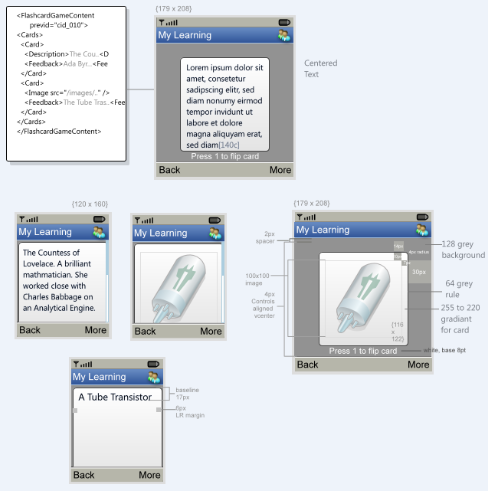 <FlashcardGameContent
previd="cid_010">
<Cards>
<Card>
<Description>The Cou..<D
<Feedback>Ada Byr..<Fee
</Card>
<Card>
<Image src="/images/.." />
<Feedback>The Tube Tras..<Fee
</Card>
</Cards>
</FlashcardGameContent>
{179 x 208}
My Learning
Lorem ipsum dolor sit
amet, consetetur
sadipscing elitr, sed
diam nonumy eirmod
tempor invidunt ut
labore et dolore
magna aliquyam erat,
sed diam[140c]
Press 1 to flip card
Back More
Centered
Text
{120 x 160}
My Learning
The Countess of
Lovelace. A brilliant
mathmatician. She
worked close with
Charles Babbage on
an Analytical Engine.
Back More
My Learning
Back More
{179 x 208}
My Learning
2px
spacer
100x100
image
4px
Controls
aligned
vcenter
20px
{116
x
122}
Press 1 to flip card
Back More
128 grey
background
64 grey
rule
255 to 220
gradiant
for card
white, base 8pt
My Learning
A Tube Transistor
Back More
baseline
17px
6px
LR margin